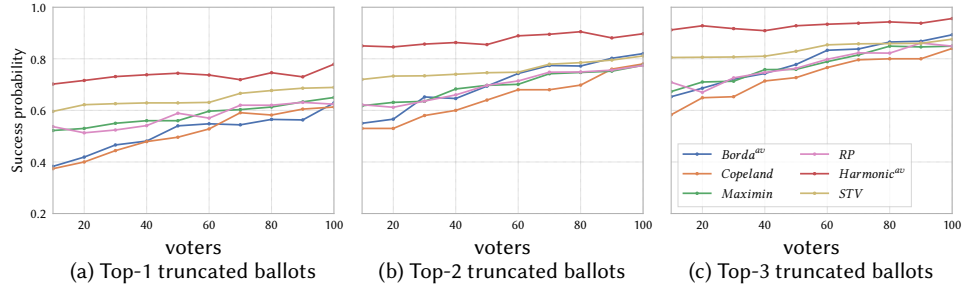 Success probability
1.0
0.8
0.6
0.4
0.2
20 40 60 80 100
voters
(a) Top-1 truncated ballots
20 40 60 80 100
voters
(b) Top-2 truncated ballots
Borda^av
Copeland
Maximin
RP
Harmonic^av
STV
20 40 60 80 100
voters
(c) Top-3 truncated ballots